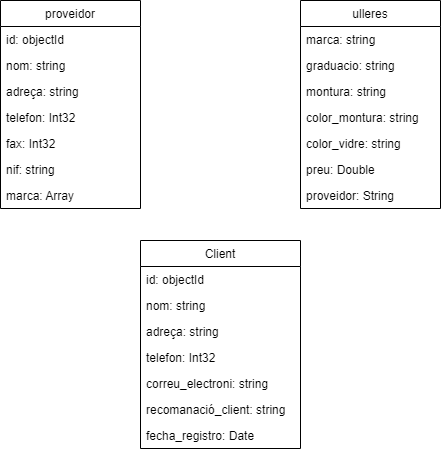 proveidor
id: objectId
nom: string
adreça: string
telefon: Int32
fax: Int32
nif: string
marca: Array
ulleres
marca: string
graduacio: string
montura: string
color_montura: string
color_vidre: string
preu: Double
proveidor: String
Client
id: objectId
nom: string
adreça: string
telefon: Int32
correu_electroni: string
recomanació_client: string
fecha_registro: Date